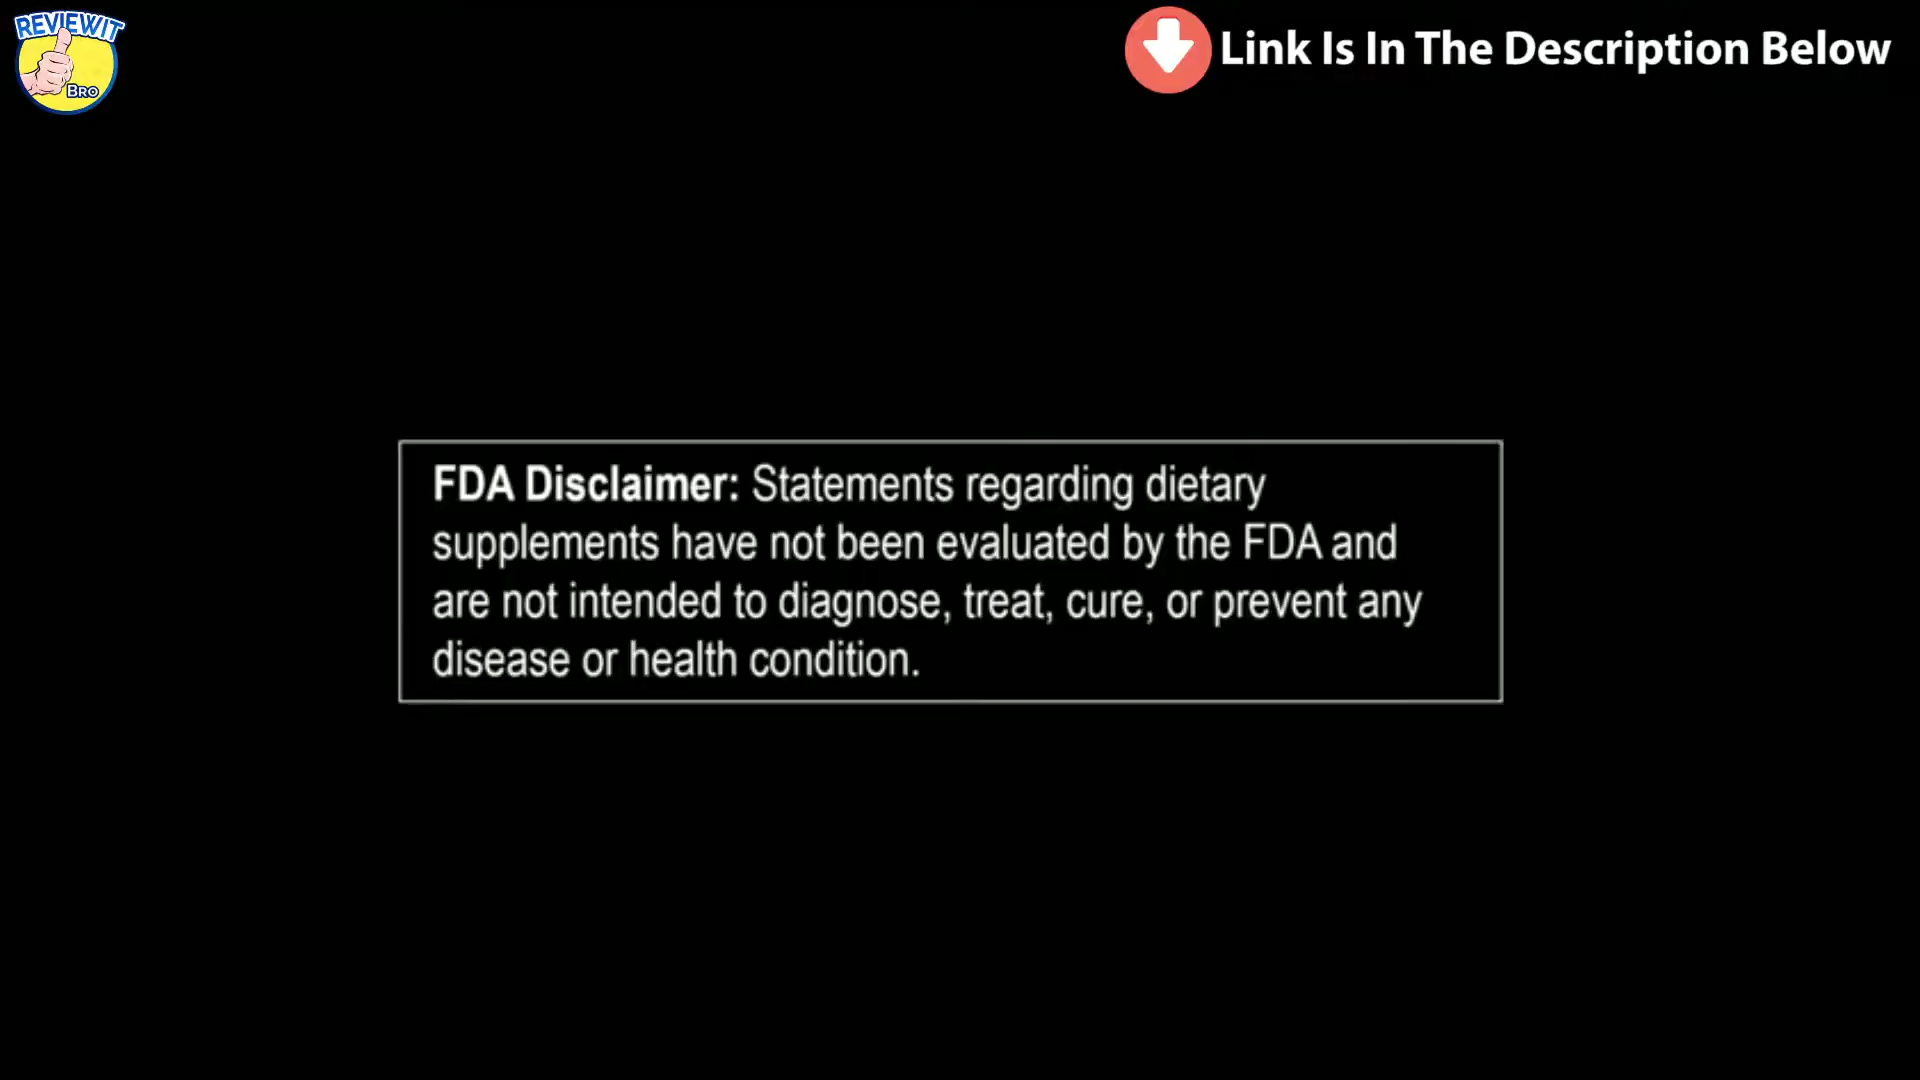 REVIEWIT
BRO
Link Is In The Description Below
FDA Disclaimer: Statements regarding dietary
supplements have not been evaluated by the FDA and
are not intended to diagnose, treat, cure, or prevent any
disease or health condition.